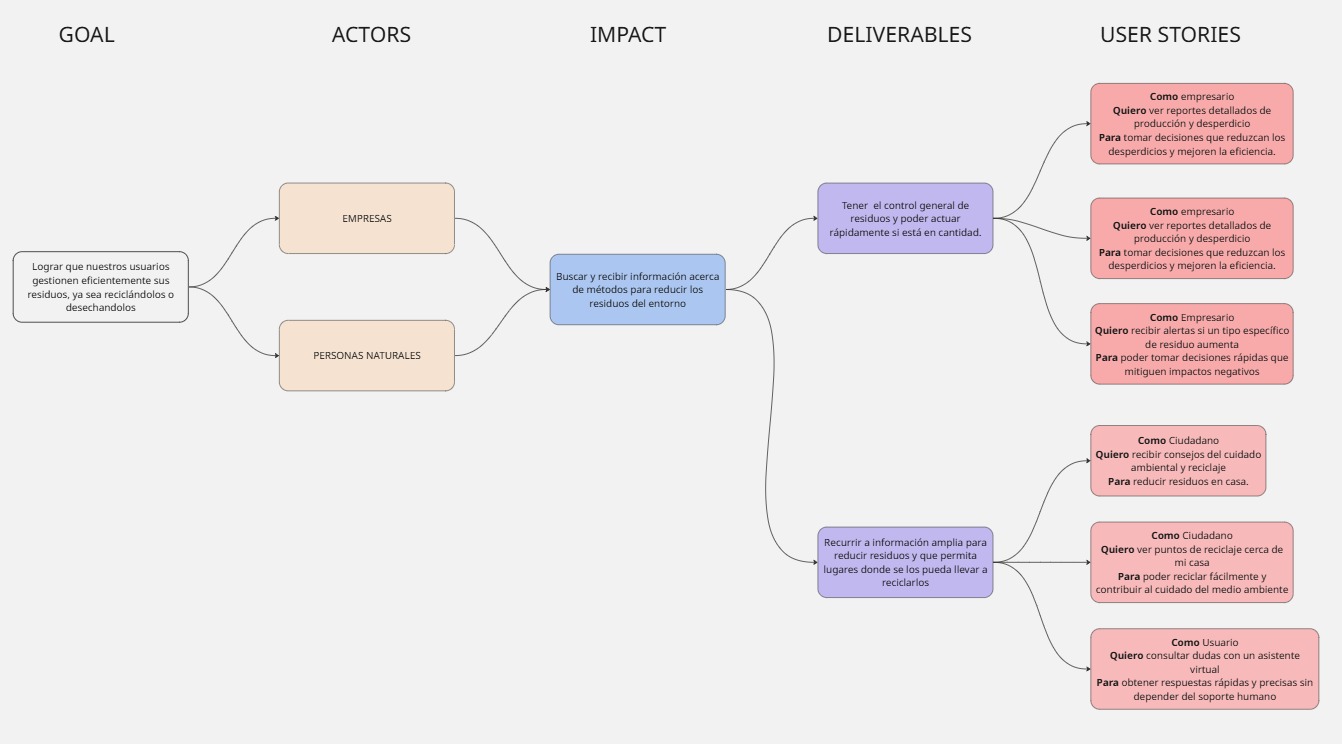 GOAL
ACTORS
IMPACT
DELIVERABLES
USER STORIES
Lograr que nuestros usuarios
gestionen eficientemente sus
residuos, ya sea reciclándolos o
desechandolos
EMPRESAS
PERSONAS NATURALES
Buscar y recibir información acerca
de métodos para reducir los
residuos del entorno
Tener el control general de
residuos y poder actuar
rápidamente si está en cantidad.
Recurrir a información amplia para
reducir residuos y que permita
lugares donde se los pueda llevar a
reciclarlos
Como empresario
Quiero ver reportes detallados de
producción y desperdicio
Para tomar decisiones que reduzcan los
desperdicios y mejoren la eficiencia.
Como empresario
Quiero ver reportes detallados de
producción y desperdicio
Para tomar decisiones que reduzcan los
desperdicios y mejoren la eficiencia.
Como Empresario
Quiero recibir alertas si un tipo específico
de residuo aumenta
Para poder tomar decisiones rápidas que
mitiguen impactos negativos
Como Ciudadano
Quiero recibir consejos del cuidado
ambiental y reciclaje
Para reducir residuos en casa.
Como Ciudadano
Quiero ver puntos de reciclaje cerca de
mi casa
Para poder reciclar fácilmente y
contribuir al cuidado del medio ambiente
Como Usuario
Quiero consultar dudas con un asistente
virtual
Para obtener respuestas rápidas y precisas sin
depender del soporte humano